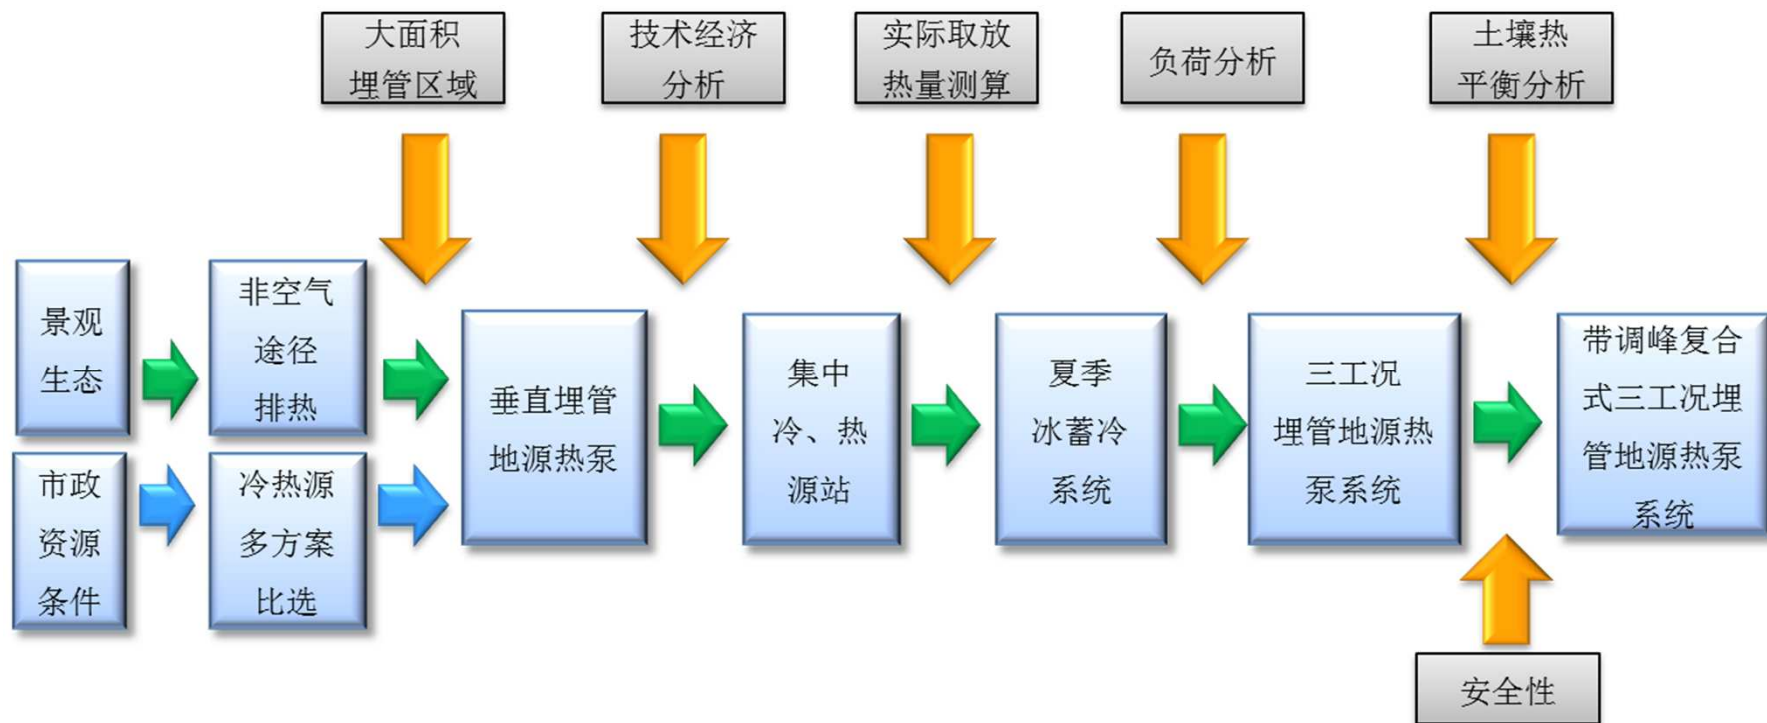 大面积
埋管区域
技术经济
分析
实际取放
热量测算
负荷分析
土壤热
平衡分析
景观
生态
非空气
途径
排热
市政
资源
条件
冷热源
多方案
比选
垂直埋管
地源热泵
集中
冷、热
源站
夏季
冰蓄冷
系统
三工况
埋管地源热
泵系统
带调峰复合
式三工况埋
管地源热泵
系统
安全性